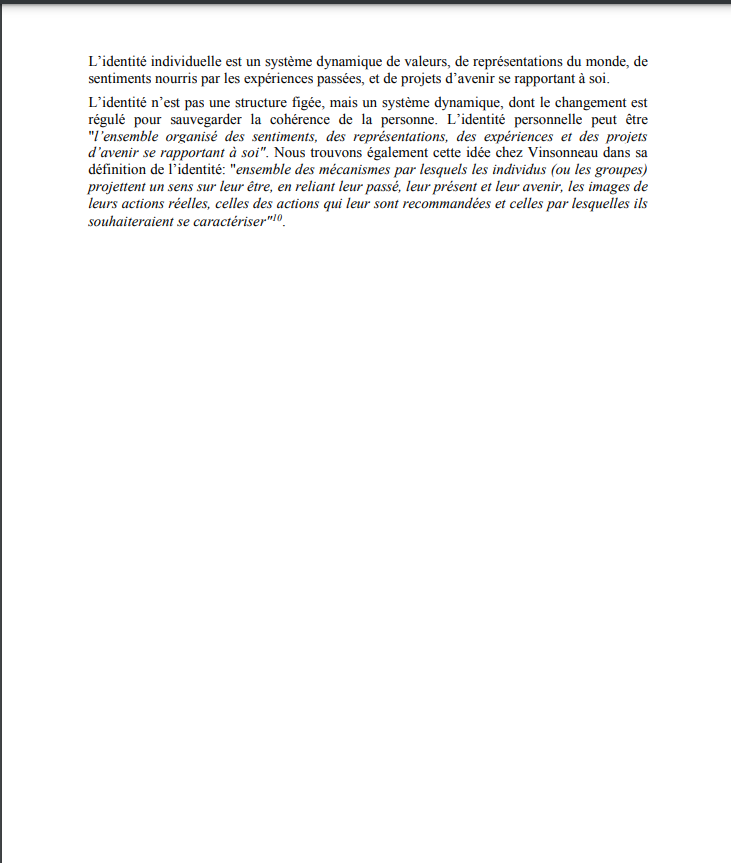 L’identité individuelle est un système dynamique de valeurs, de représentations du monde, de
sentiments nourris par les expériences passées, et de projets d’avenir se rapportant à soi.
L’identité n’est pas une structure figée, mais un système dynamique, dont le changement est
régulé pour sauvegarder la cohérence de la personne. L’identité personnelle peut être
"l’ensemble organisé des sentiments, des représentations, des expériences et des projets
d’avenir se rapportant à soi". Nous trouvons également cette idée chez Vinsonneau dans sa
définition de l’identité: "ensemble des mécanismes par lesquels les individus (ou les groupes)
projettent un sens sur leur être, en reliant leur passé, leur présent et leur avenir, les images de
leurs actions réelles, celles des actions qui leur sont recommandées et celles par lesquelles ils
souhaiteraient se caractériser"10.